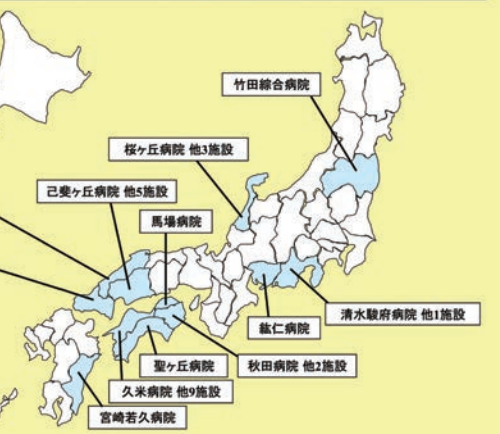 竹田綜合病院
桜ヶ丘病院 他3施設
己斐ヶ丘病院 他5施設
馬場病院
清水駿府病院 他1施設
紘仁病院
聖ヶ丘病院
秋田病院 他2施設
久米病院 他9施設
宮崎若久病院